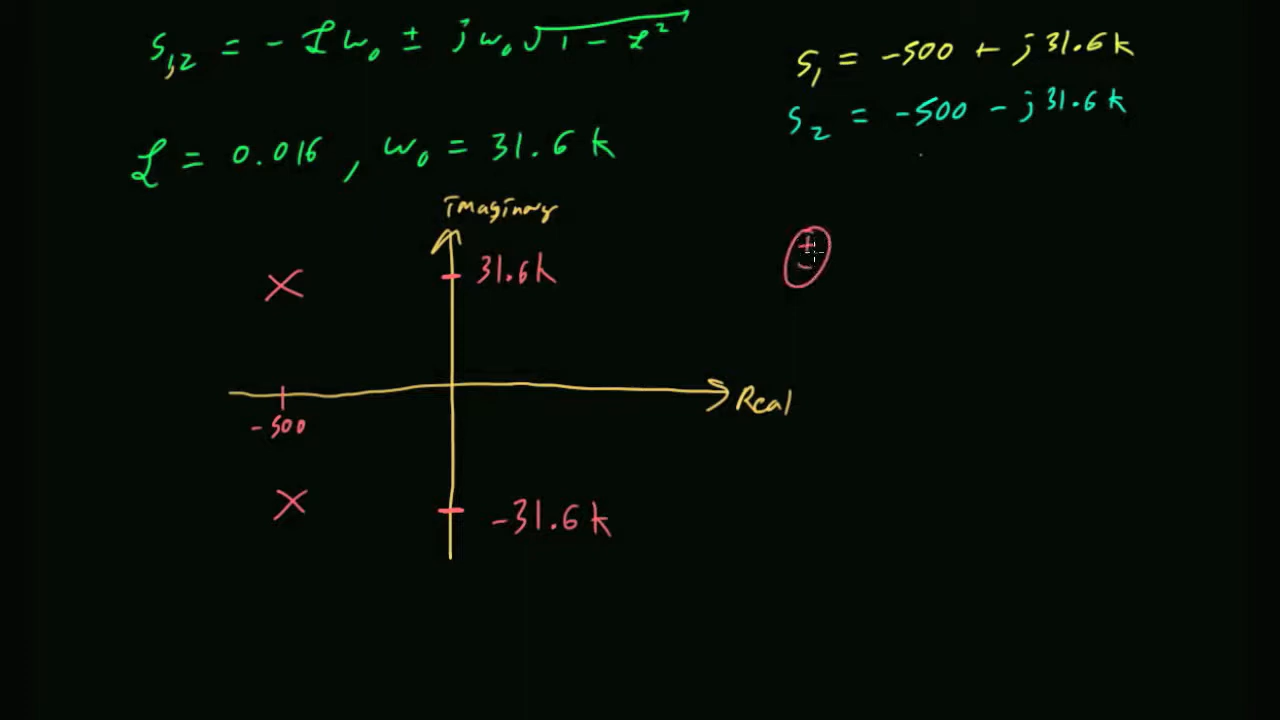 S₁,₂ = - ζω₀ ± jω₀√(1 - ζ²)
S₁ = -500 + j31.6k
S₂ = -500 - j31.6k
ζ = 0.016, ω₀ = 31.6 k
imaginary
31.6k
+
-
Real
-500
-31.6k